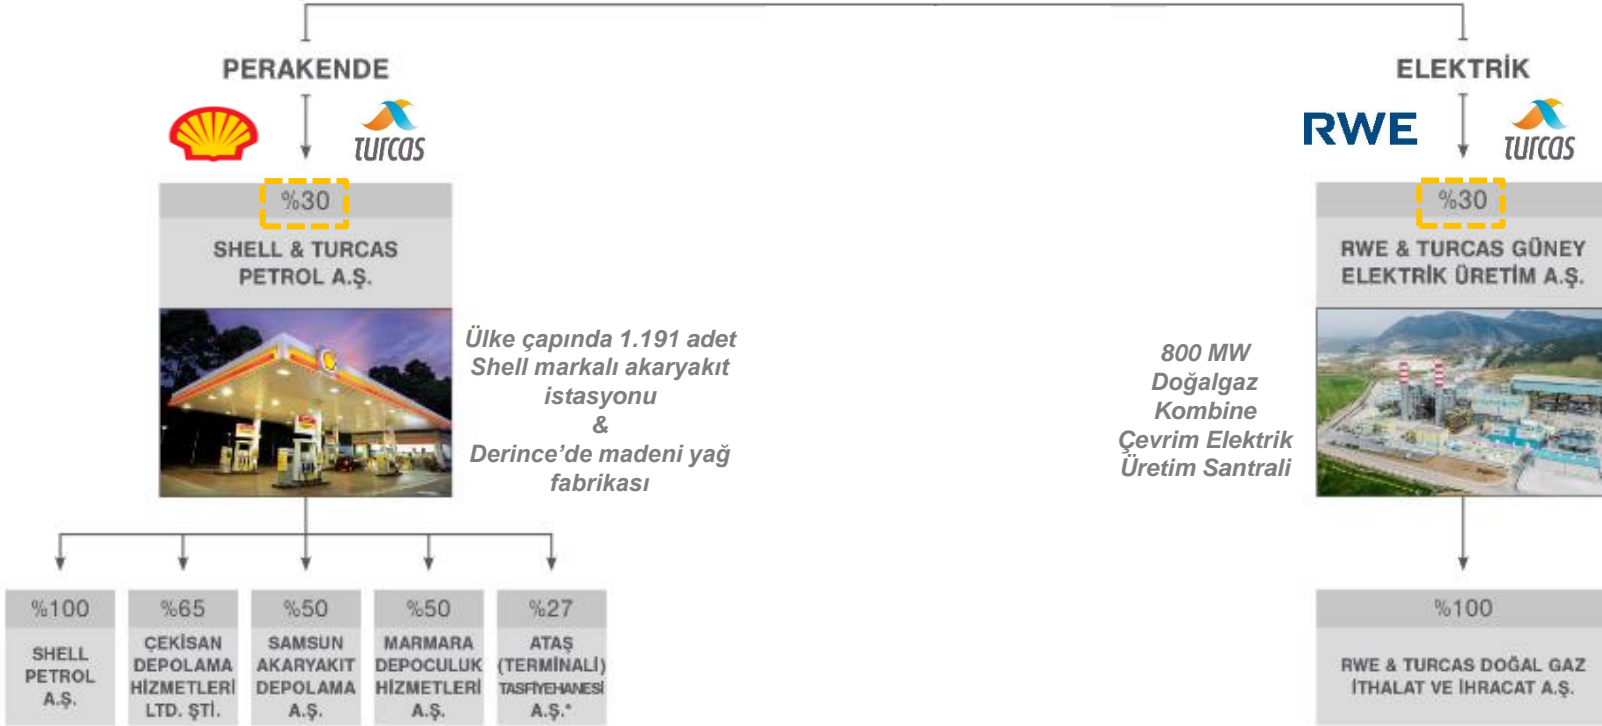 PERAKENDE
turcas
%30
SHELL & TURCAS
PETROL A.Ş.
Ülke çapında 1.191 adet
Shell markalı akaryakıt
istasyonu
&
Derince’de madeni yağ
fabrikası
%100
SHELL
PETROL
A.Ş.
%65
ÇEKİSAN
DEPOLAMA
HİZMETLERİ
LTD. ŞTİ.
%50
SAMSUN
AKARYAKIT
DEPOLAMA
A.Ş.
%50
MARMARA
DEPOCULUK
HİZMETLERİ
A.Ş.
%27
ATAŞ
(TERMİNALİ)
TASFİYEHANESİ
A.Ş.*
ELEKTRİK
RWE
turcas
%30
RWE & TURCAS GÜNEY
ELEKTRİK ÜRETİM A.Ş.
800 MW
Doğalgaz
Kombine
Çevrim Elektrik
Üretim Santrali
%100
RWE & TURCAS DOĞAL GAZ
İTHALAT VE İHRACAT A.Ş.